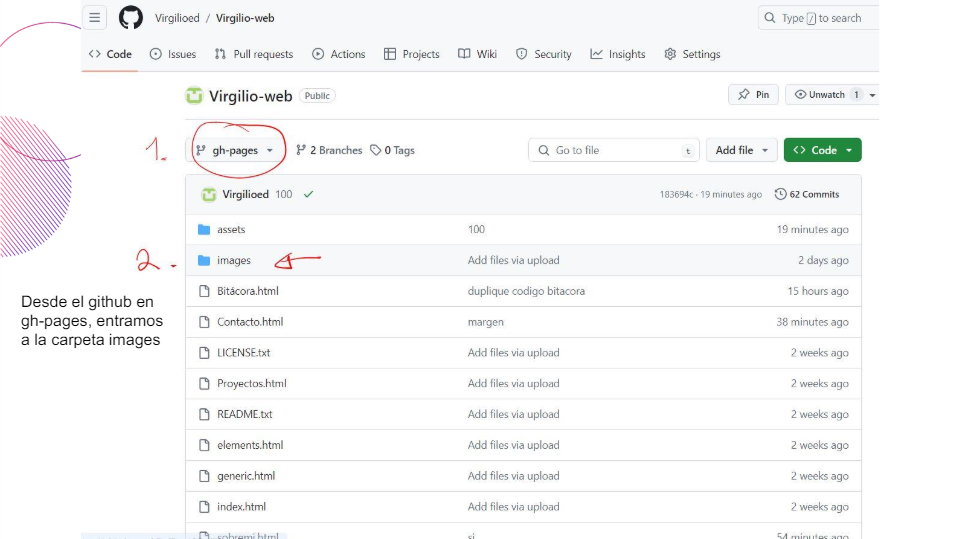 Virgilioed / Virgilio-web
Type / to search
Code Issues Pull requests Actions Projects Wiki Security Insights Settings
Virgilio-web Public
Pin Unwatch 1
1. gh-pages 2 Branches 0 Tags
Go to file t Add file Code
Virgilioed 100 183694c · 19 minutes ago 62 Commits
assets 100 19 minutes ago
2. images Add files via upload 2 days ago
Bitácora.html duplique codigo bitacora 15 hours ago
Contacto.html margen 38 minutes ago
LICENSE.txt Add files via upload 2 weeks ago
Proyectos.html Add files via upload 2 weeks ago
README.txt Add files via upload 2 weeks ago
elements.html Add files via upload 2 weeks ago
generic.html Add files via upload 2 weeks ago
index.html Add files via upload 2 weeks ago
sobremi.html si 54 minutes ago
Desde el github en
gh-pages, entramos
a la carpeta images